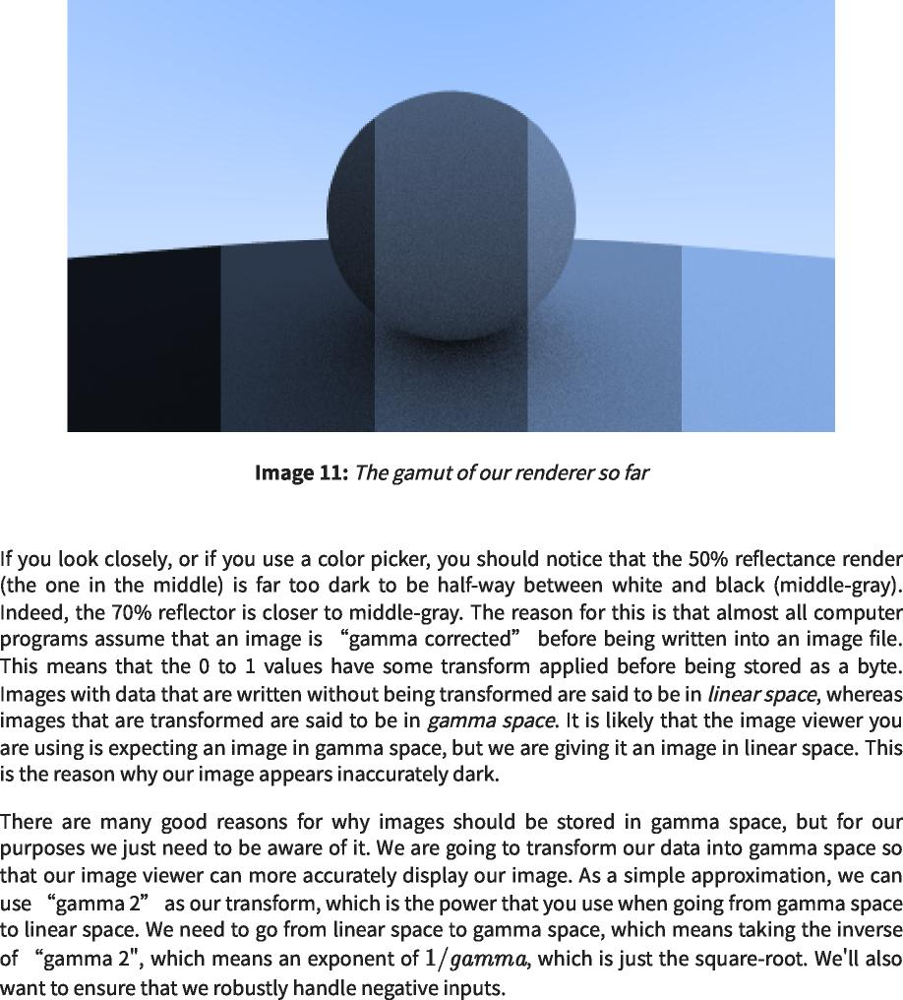 Image 11: The gamut of our renderer so far
If you look closely, or if you use a color picker, you should notice that the 50% reflectance render
(the one in the middle) is far too dark to be half-way between white and black (middle-gray).
Indeed, the 70% reflector is closer to middle-gray. The reason for this is that almost all computer
programs assume that an image is “gamma corrected” before being written into an image file.
This means that the 0 to 1 values have some transform applied before being stored as a byte.
Images with data that are written without being transformed are said to be in linear space, whereas
images that are transformed are said to be in gamma space. It is likely that the image viewer you
are using is expecting an image in gamma space, but we are giving it an image in linear space. This
is the reason why our image appears inaccurately dark.
There are many good reasons for why images should be stored in gamma space, but for our
purposes we just need to be aware of it. We are going to transform our data into gamma space so
that our image viewer can more accurately display our image. As a simple approximation, we can
use “gamma 2” as our transform, which is the power that you use when going from gamma space
to linear space. We need to go from linear space to gamma space, which means taking the inverse
of “gamma 2", which means an exponent of 1/gamma, which is just the square-root. We'll also
want to ensure that we robustly handle negative inputs.